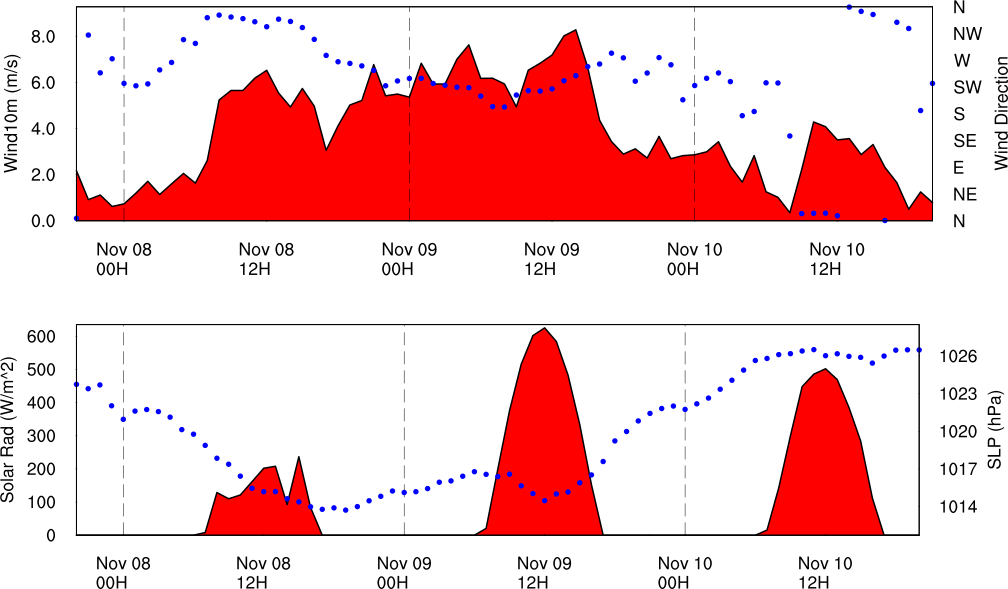 Wind10m (m/s)
8.0
6.0
4.0
2.0
0.0
N
NW
W
SW
S
SE
E
NE
N
Wind Direction
Nov 08
00H
Nov 08
12H
Nov 09
00H
Nov 09
12H
Nov 10
00H
Nov 10
12H
Solar Rad (W/m^2)
600
500
400
300
200
100
0
1026
1023
1020
1017
1014
SLP (hPa)
Nov 08
00H
Nov 08
12H
Nov 09
00H
Nov 09
12H
Nov 10
00H
Nov 10
12H